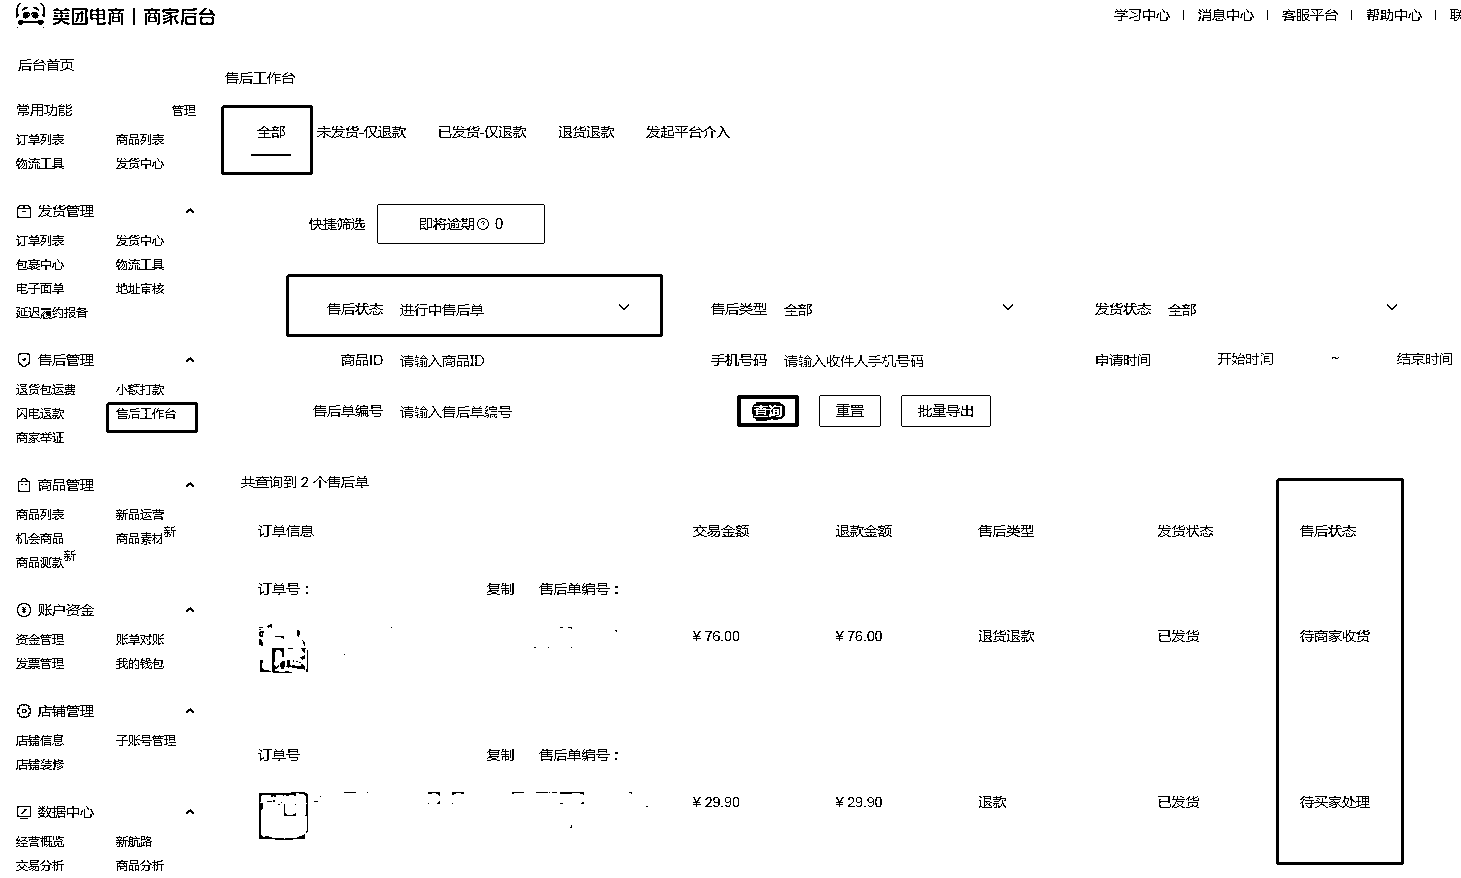 美团电商 | 商家后台
学习中心 | 消息中心 | 客服平台 | 帮助中心 |
后台首页
常用功能 管理
订单列表 商品列表
物流工具 发货中心
发货管理
订单列表 发货中心
包裹中心 物流工具
电子面单 地址审核
延迟履约报备
售后管理
退货包运费 小额打款
闪电退款 售后工作台
商家举证
商品管理
商品列表 新品运营
机会商品 商品素材新
商品测款新
账户资金
资金管理 账单对账
发票管理 我的钱包
店铺管理
店铺信息 子账号管理
店铺装修
数据中心
经营概览 新航路
交易分析 商品分析
售后工作台
全部 未发货-仅退款 已发货-仅退款 退货退款 发起平台介入
快捷筛选 即将逾期? 0
售后状态 进行中售后单 售后类型 全部 发货状态 全部
商品ID 请输入商品ID 手机号码 请输入收件人手机号码 申请时间 开始时间 ~ 结束时间
售后单编号 请输入售后单编号 查询 重置 批量导出
共查询到 2 个售后单
订单信息 交易金额 退款金额 售后类型 发货状态 售后状态
订单号： 复制 售后单编号：
￥76.00 ￥76.00 退货退款 已发货 待商家收货
订单号 复制 售后单编号：
￥29.90 ￥29.90 退款 已发货 待买家处理